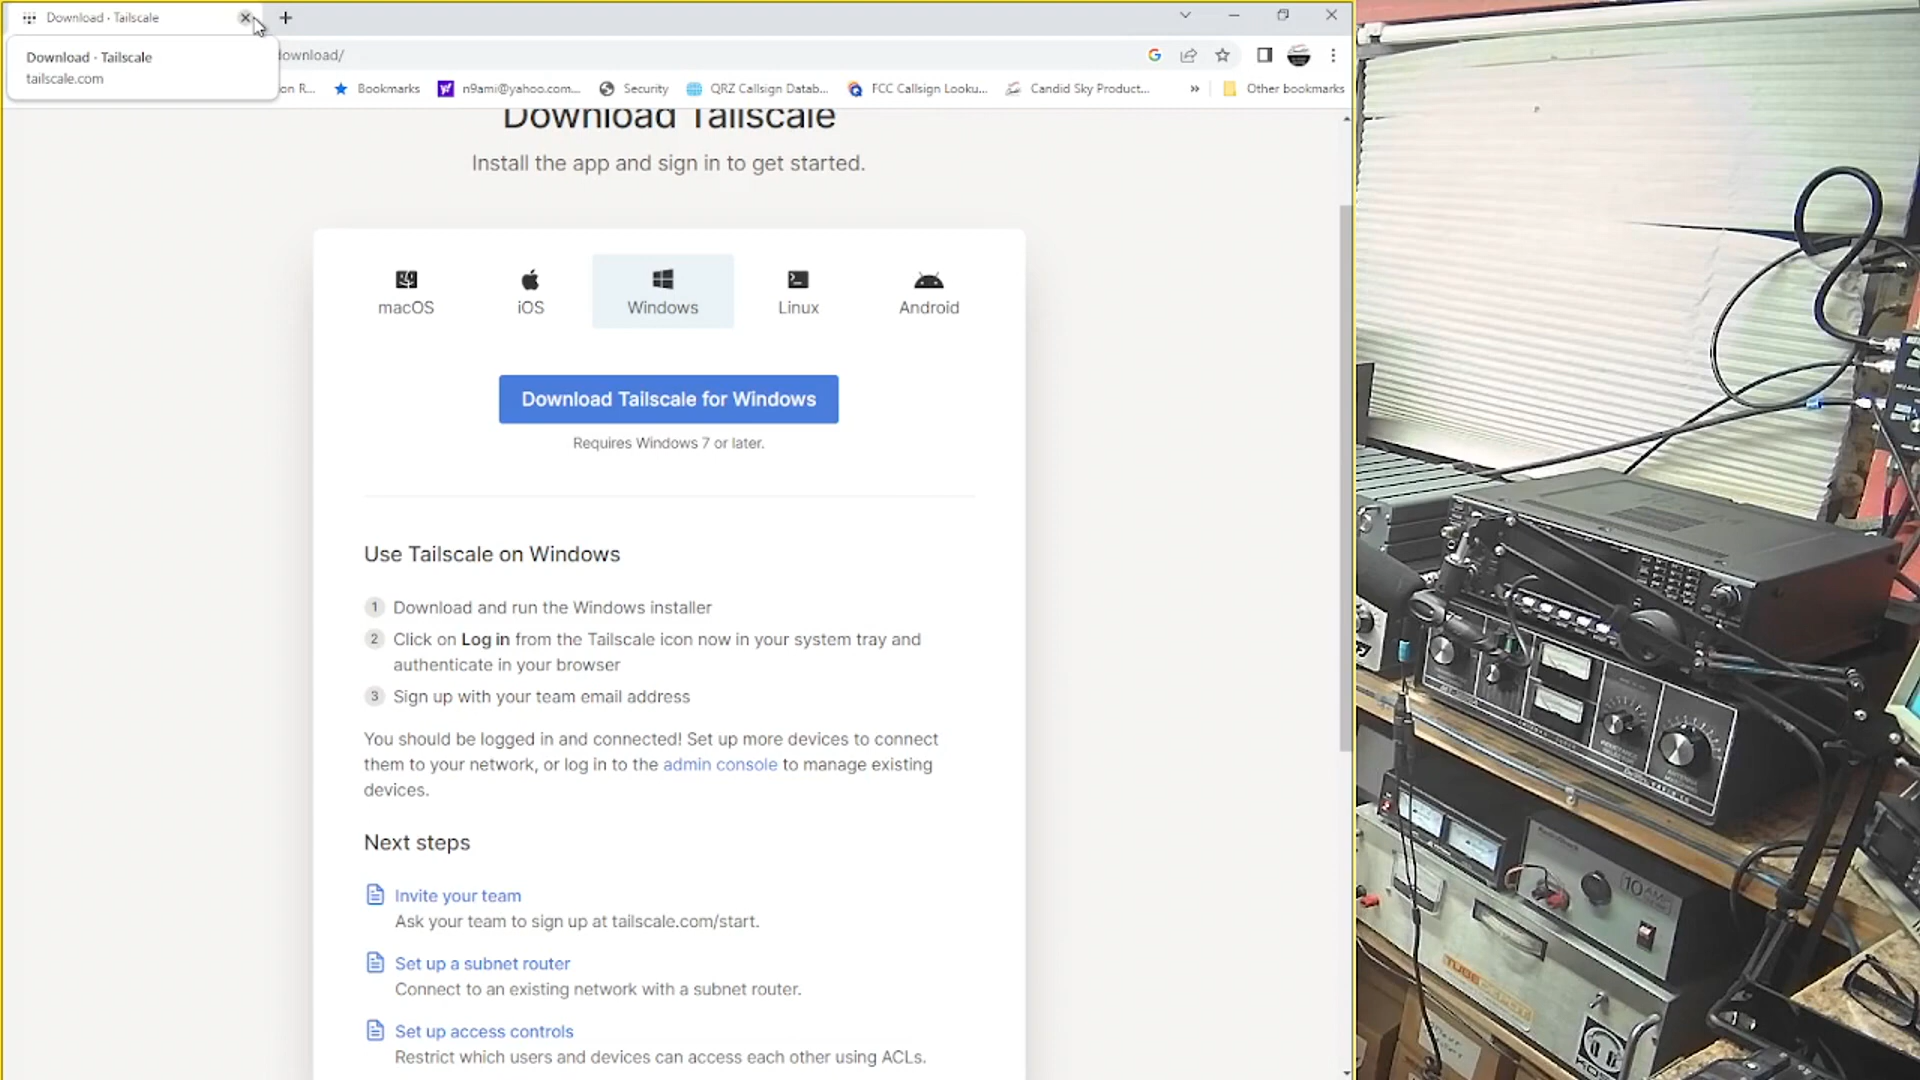 Download · Tailscale
Download · Tailscale
tailscale.com
ownload/
on R...
Bookmarks
n9ami@yahoo.com...
Security
QRZ Callsign Datab...
FCC Callsign Looku...
Candid Sky Product...
»
Other bookmarks
Download Tailscale
Install the app and sign in to get started.
macOS
iOS
Windows
Linux
Android
Download Tailscale for Windows
Requires Windows 7 or later.
Use Tailscale on Windows
1 Download and run the Windows installer
2 Click on Log in from the Tailscale icon now in your system tray and
authenticate in your browser
3 Sign up with your team email address
You should be logged in and connected! Set up more devices to connect
them to your network, or log in to the admin console to manage existing
devices.
Next steps
Invite your team
Ask your team to sign up at tailscale.com/start.
Set up a subnet router
Connect to an existing network with a subnet router.
Set up access controls
Restrict which users and devices can access each other using ACLs.
10 AMP
TUBE
KOSS